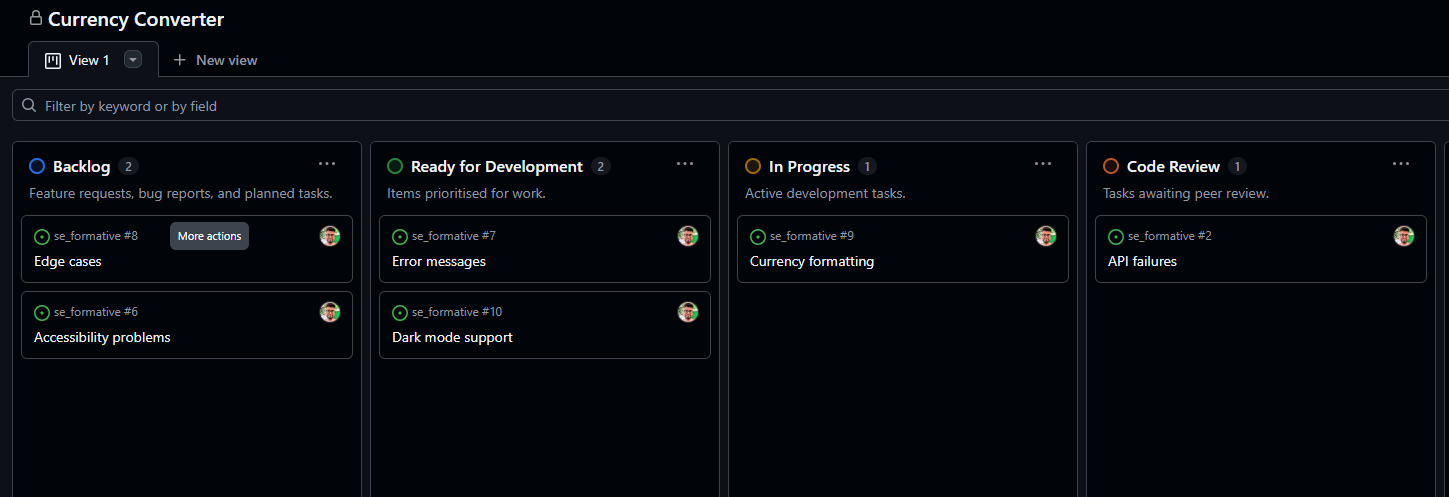 Currency Converter
View 1
New view
Filter by keyword or by field
Backlog 2
Feature requests, bug reports, and planned tasks.
se_formative #8
More actions
Edge cases
se_formative #6
Accessibility problems
Ready for Development 2
Items prioritised for work.
se_formative #7
Error messages
se_formative #10
Dark mode support
In Progress 1
Active development tasks.
se_formative #9
Currency formatting
Code Review 1
Tasks awaiting peer review.
se_formative #2
API failures